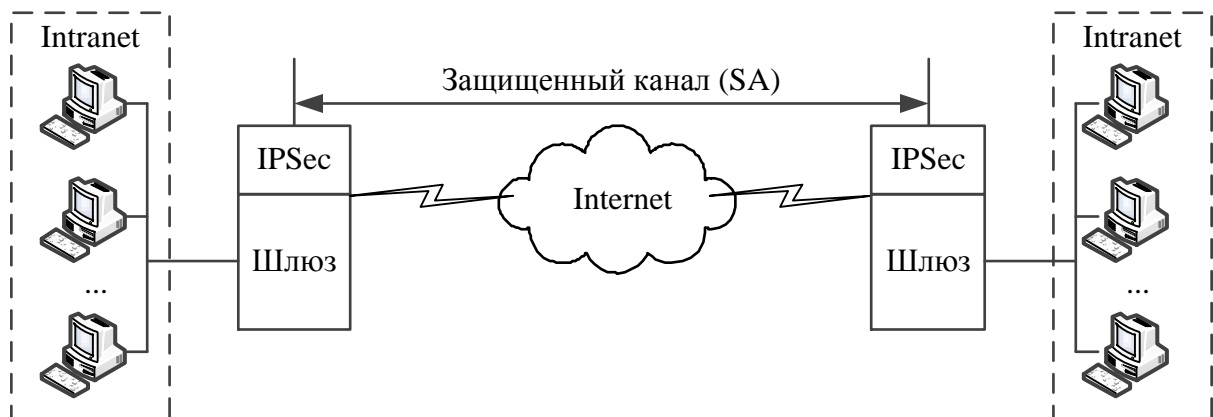 Intranet
Intranet
Защищенный канал (SA)
IPSec
IPSec
Internet
Шлюз
Шлюз
...
...